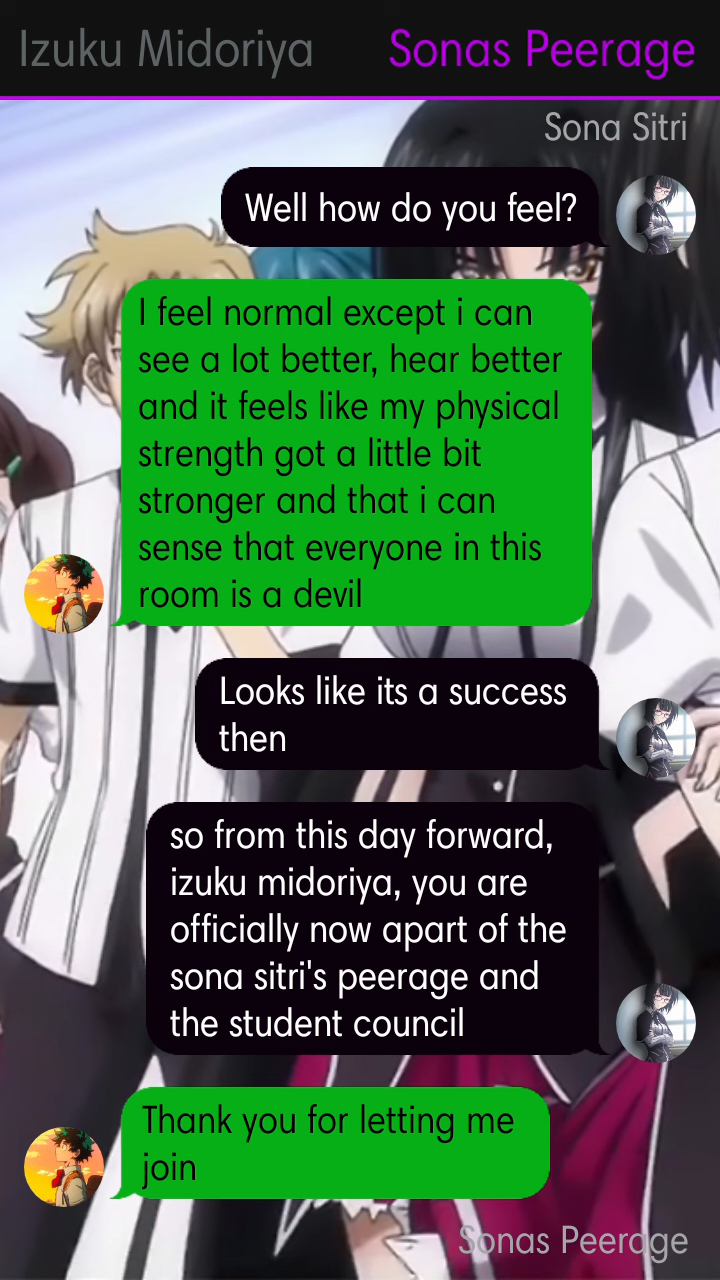 Izuku Midoriya
Sonas Peerage
Sona Sitri
Well how do you feel?
I feel normal except i can
see a lot better, hear better
and it feels like my physical
strength got a little bit
stronger and that i can
sense that everyone in this
room is a devil
Looks like its a success
then
so from this day forward,
izuku midoriya, you are
officially now apart of the
sona sitri's peerage and
the student council
Thank you for letting me
join
Sonas Peerage